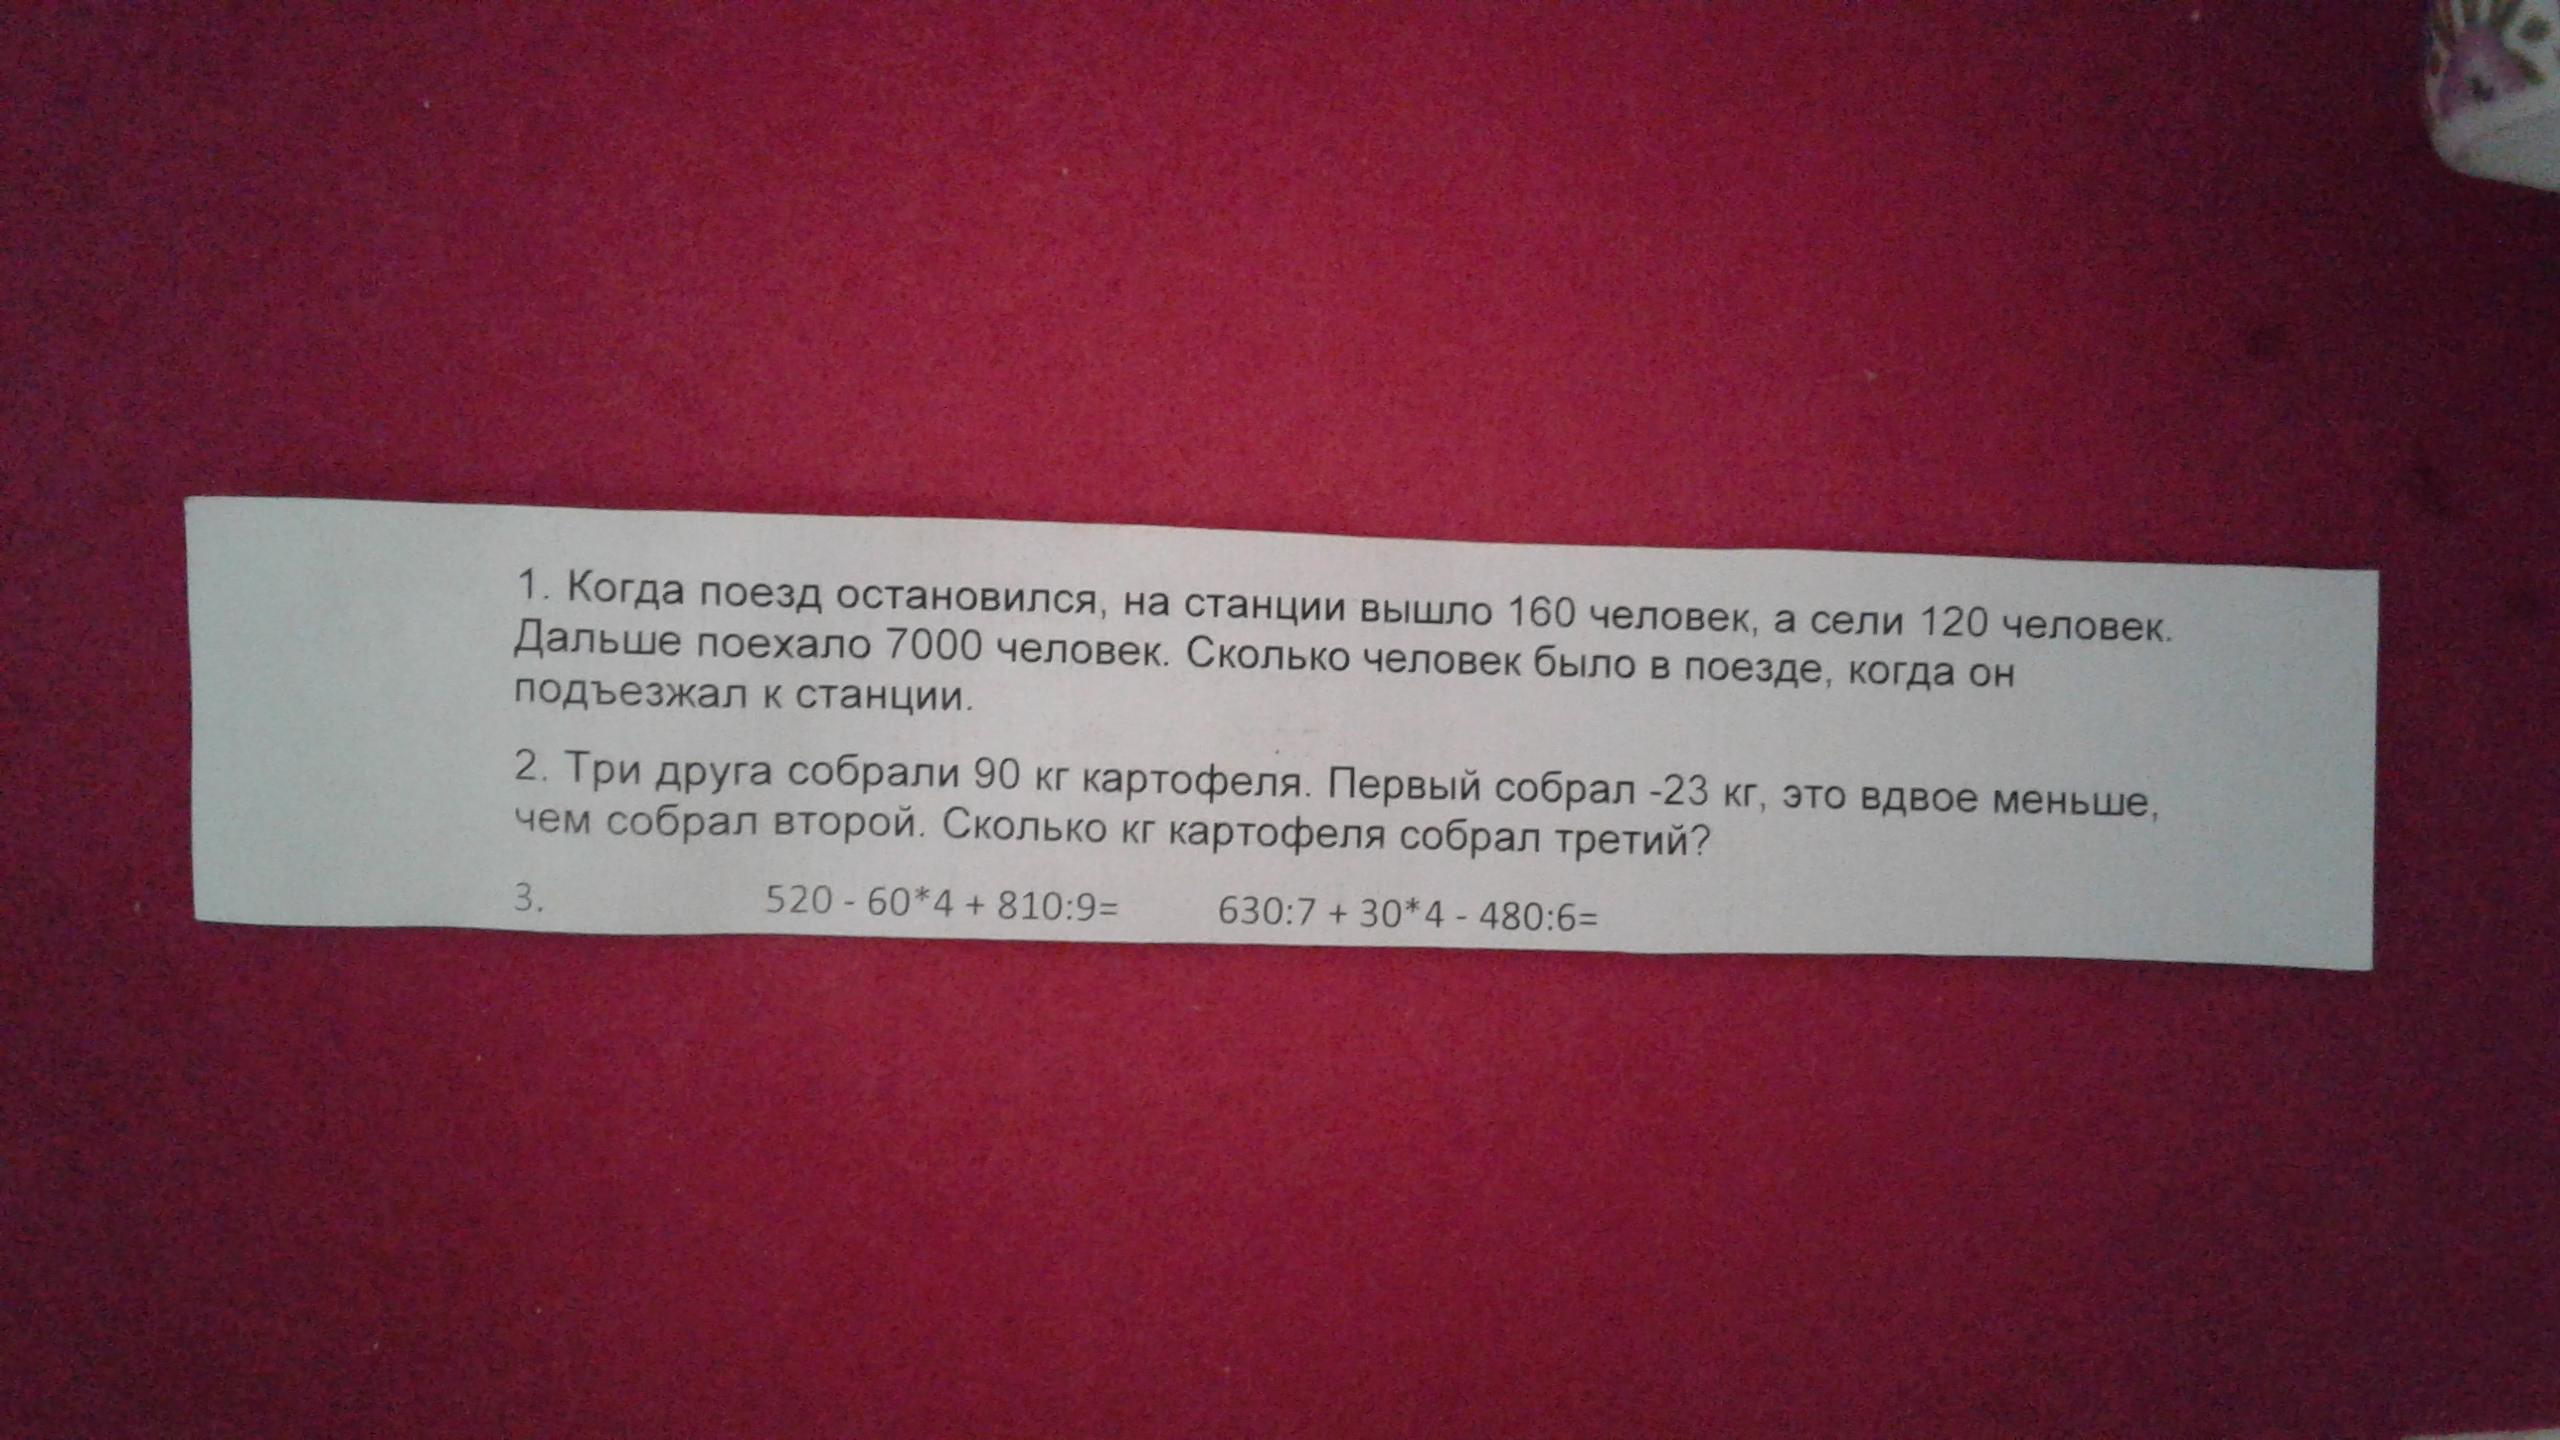 1. Когда поезд остановился, на станции вышло 160 человек, а сели 120 человек.
Дальше поехало 7000 человек. Сколько человек было в поезде, когда он
подъезжал к станции.
2. Три друга собрали 90 кг картофеля. Первый собрал -23 кг, это вдвое меньше,
чем собрал второй. Сколько кг картофеля собрал третий?
3. 520 - 60*4 + 810:9= 630:7 + 30*4 - 480:6=